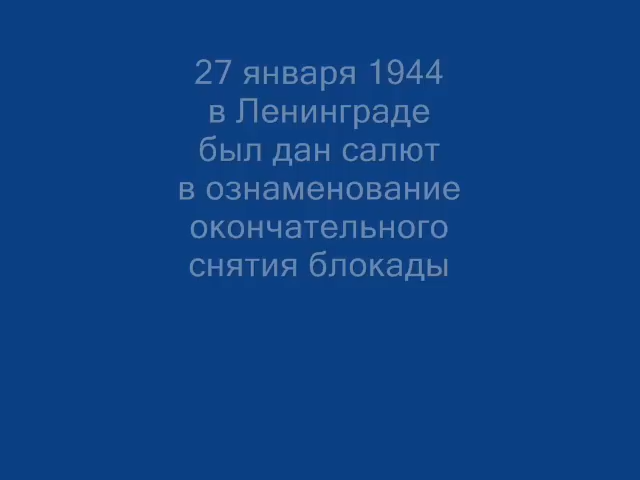 27 января 1944
в Ленинграде
был дан салют
в ознаменование
окончательного
снятия блокады